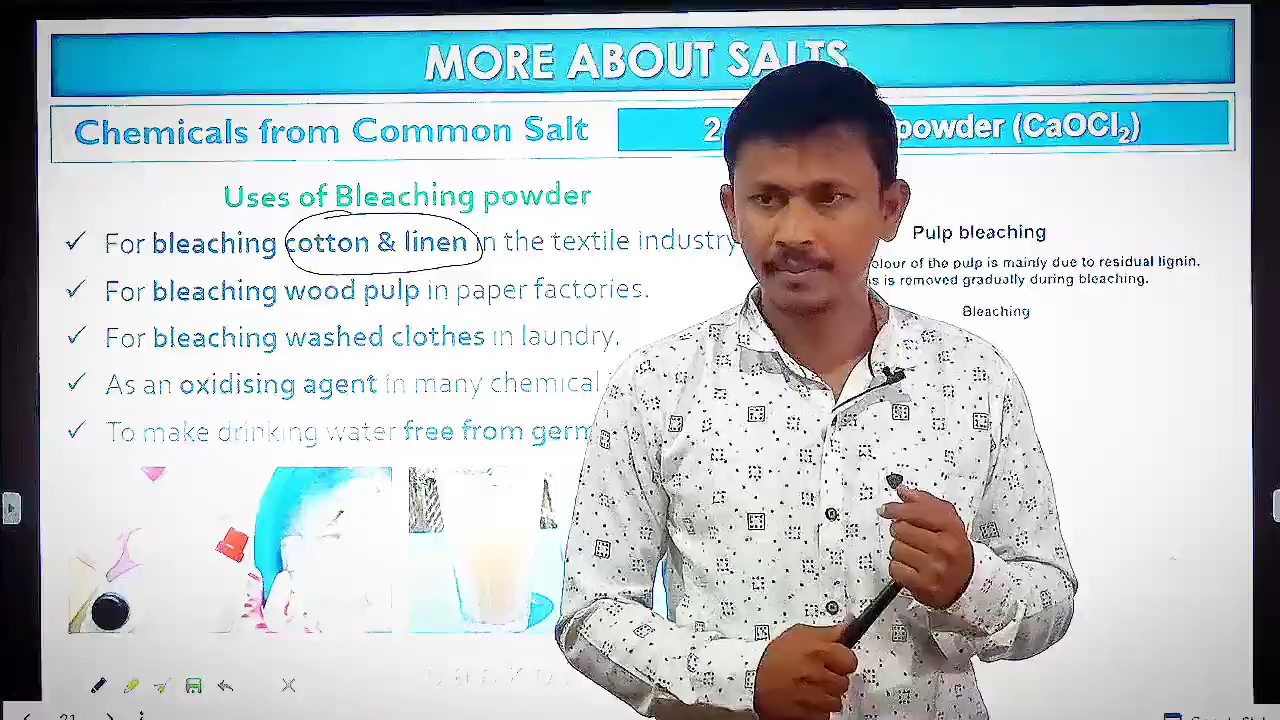 MORE ABOUT SALTS
Chemicals from Common Salt
2 powder (CaOCl₂)
Uses of Bleaching powder
✓ For bleaching cotton & linen in the textile industry
✓ For bleaching wood pulp in paper factories.
✓ For bleaching washed clothes in laundry.
✓ As an oxidising agent in many chemical
✓ To make drinking water free from germ
Pulp bleaching
olour of the pulp is mainly due to residual lignin.
s is removed gradually during bleaching.
Bleaching